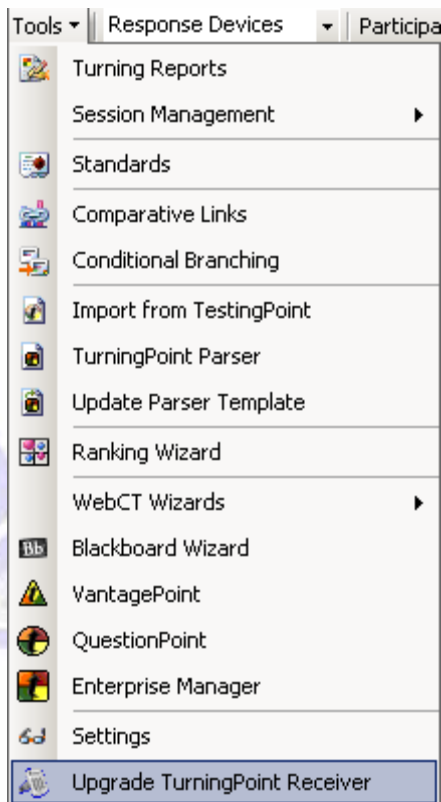 Tools Response Devices Participa
Turning Reports
Session Management
Standards
Comparative Links
Conditional Branching
Import from TestingPoint
TurningPoint Parser
Update Parser Template
Ranking Wizard
WebCT Wizards
Bb Blackboard Wizard
VantagePoint
QuestionPoint
Enterprise Manager
Settings
Upgrade TurningPoint Receiver